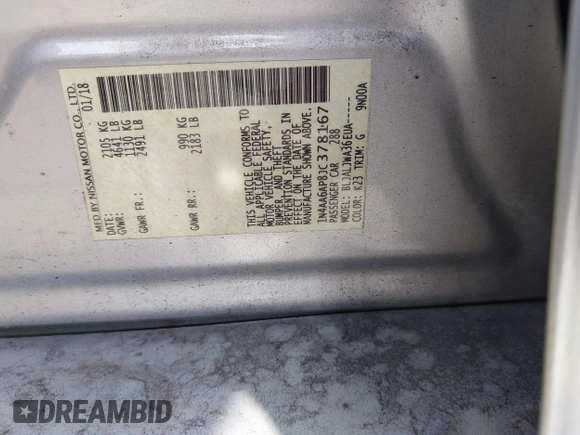 MFD BY NISSAN MOTOR CO., LTD.
DATE: 01/18
GVWR: 2105 KG
4641 LB
GAWR FR.: 1130 KG
2491 LB
GAWR RR.: 990 KG
2183 LB
THIS VEHICLE CONFORMS TO
ALL APPLICABLE FEDERAL
MOTOR VEHICLE SAFETY,
BUMPER, AND THEFT
PREVENTION STANDARDS IN
EFFECT ON THE DATE OF
MANUFACTURE SHOWN ABOVE.
1N4AA6AP8JC378167
PASSENGER CAR 288
MODEL: BLJALJWA36EUA-----
COLOR: K23 TRIM: G 9N00A
DREAMBID